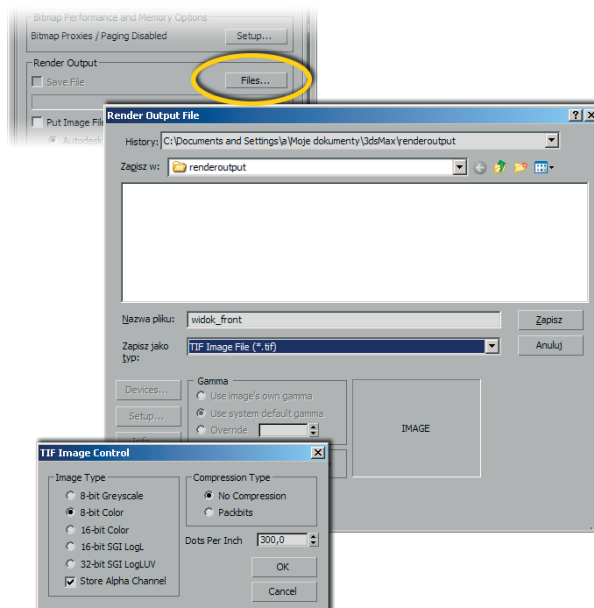 Bitmap Performance and Memory Options
Bitmap Proxies / Paging Disabled Setup...
Render Output
Save File Files...
Put Image File
Autodesk
Render Output File
History: C:\Documents and Settings\a\Moje dokumenty\3dsMax\renderoutput
Zapisz w: renderoutput
Nazwa pliku: widok_front Zapisz
Zapisz jako typ: TIF Image File (*.tif) Anuluj
Devices...
Setup...
Info...
Gamma
Use image's own gamma
Use system default gamma
Override
IMAGE
TIF Image Control
Image Type
8-bit Greyscale
8-bit Color
16-bit Color
16-bit SGI LogL
32-bit SGI LogLUV
Store Alpha Channel
Compression Type
No Compression
Packbits
Dots Per Inch 300,0
OK
Cancel